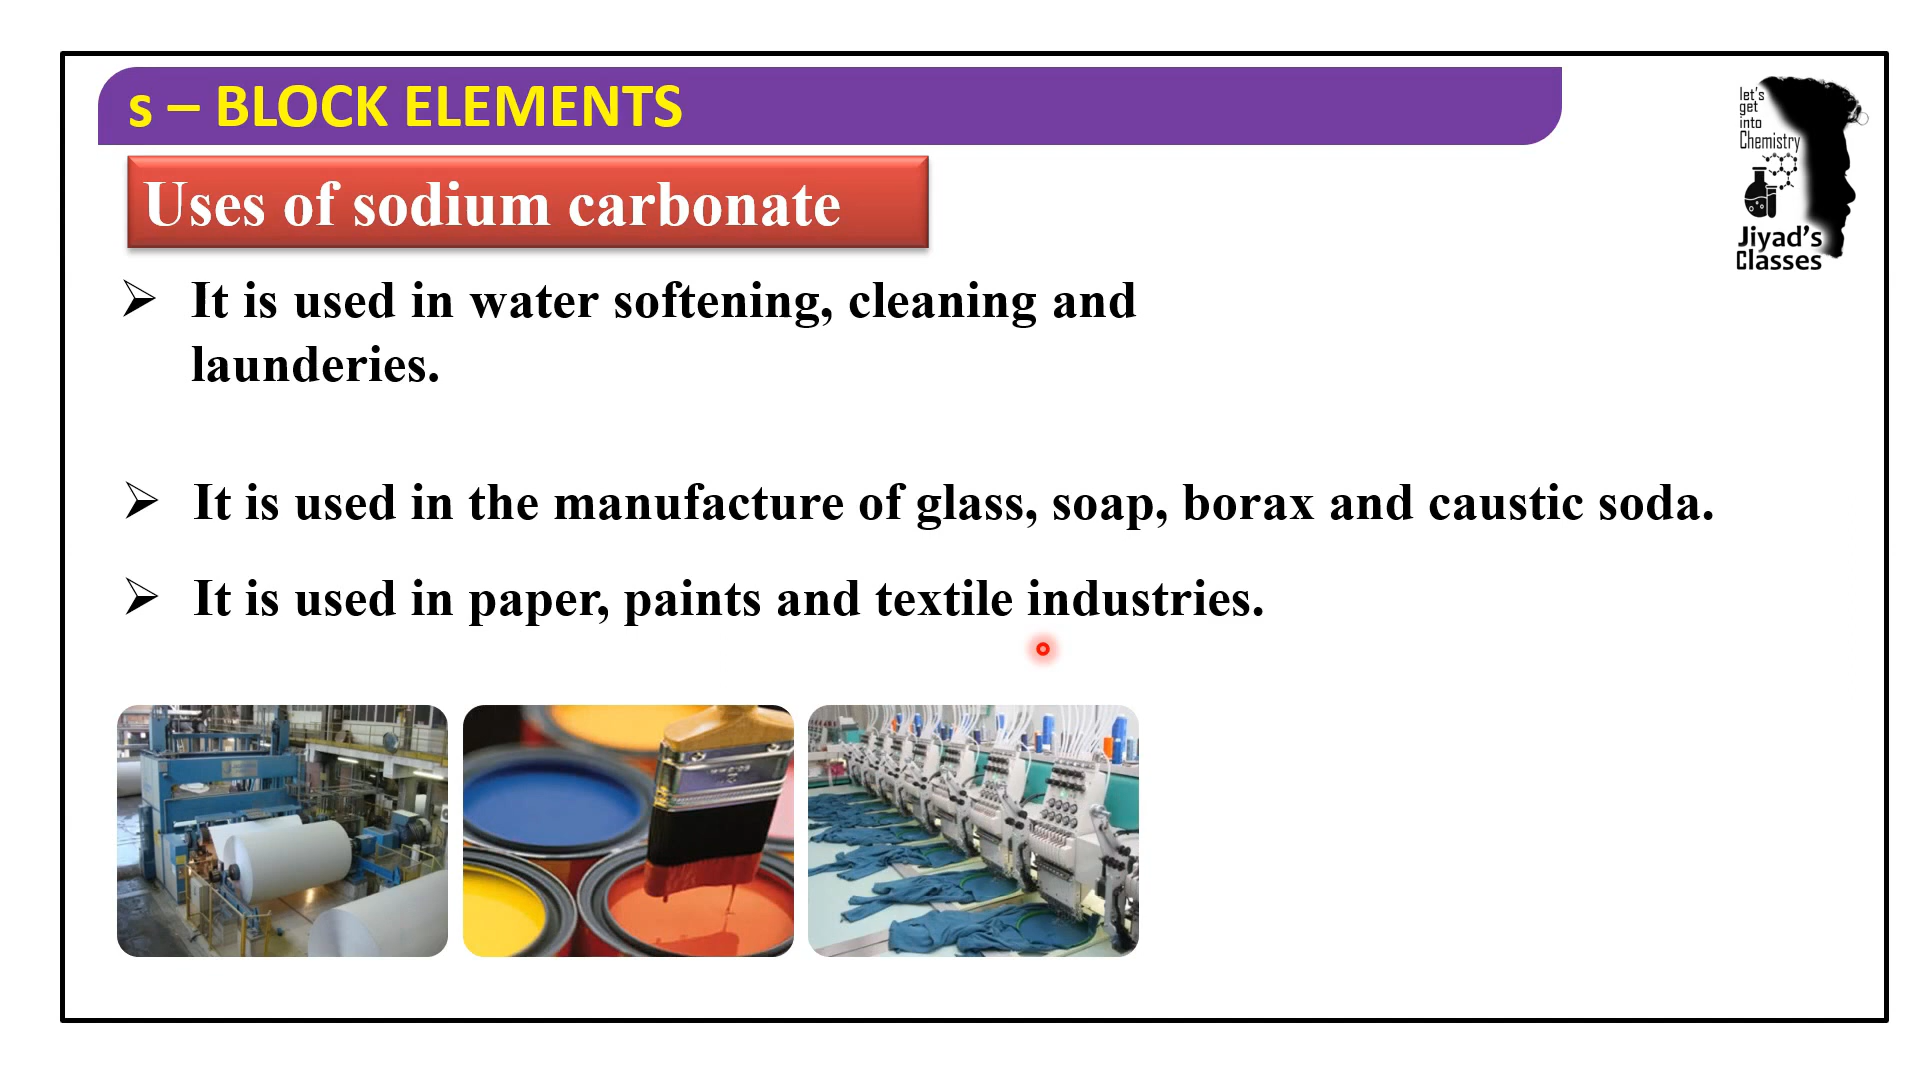 s – BLOCK ELEMENTS
let's
get
into
Chemistry
Jiyad's
Classes
Uses of sodium carbonate
➢ It is used in water softening, cleaning and
launderies.
➢ It is used in the manufacture of glass, soap, borax and caustic soda.
➢ It is used in paper, paints and textile industries.